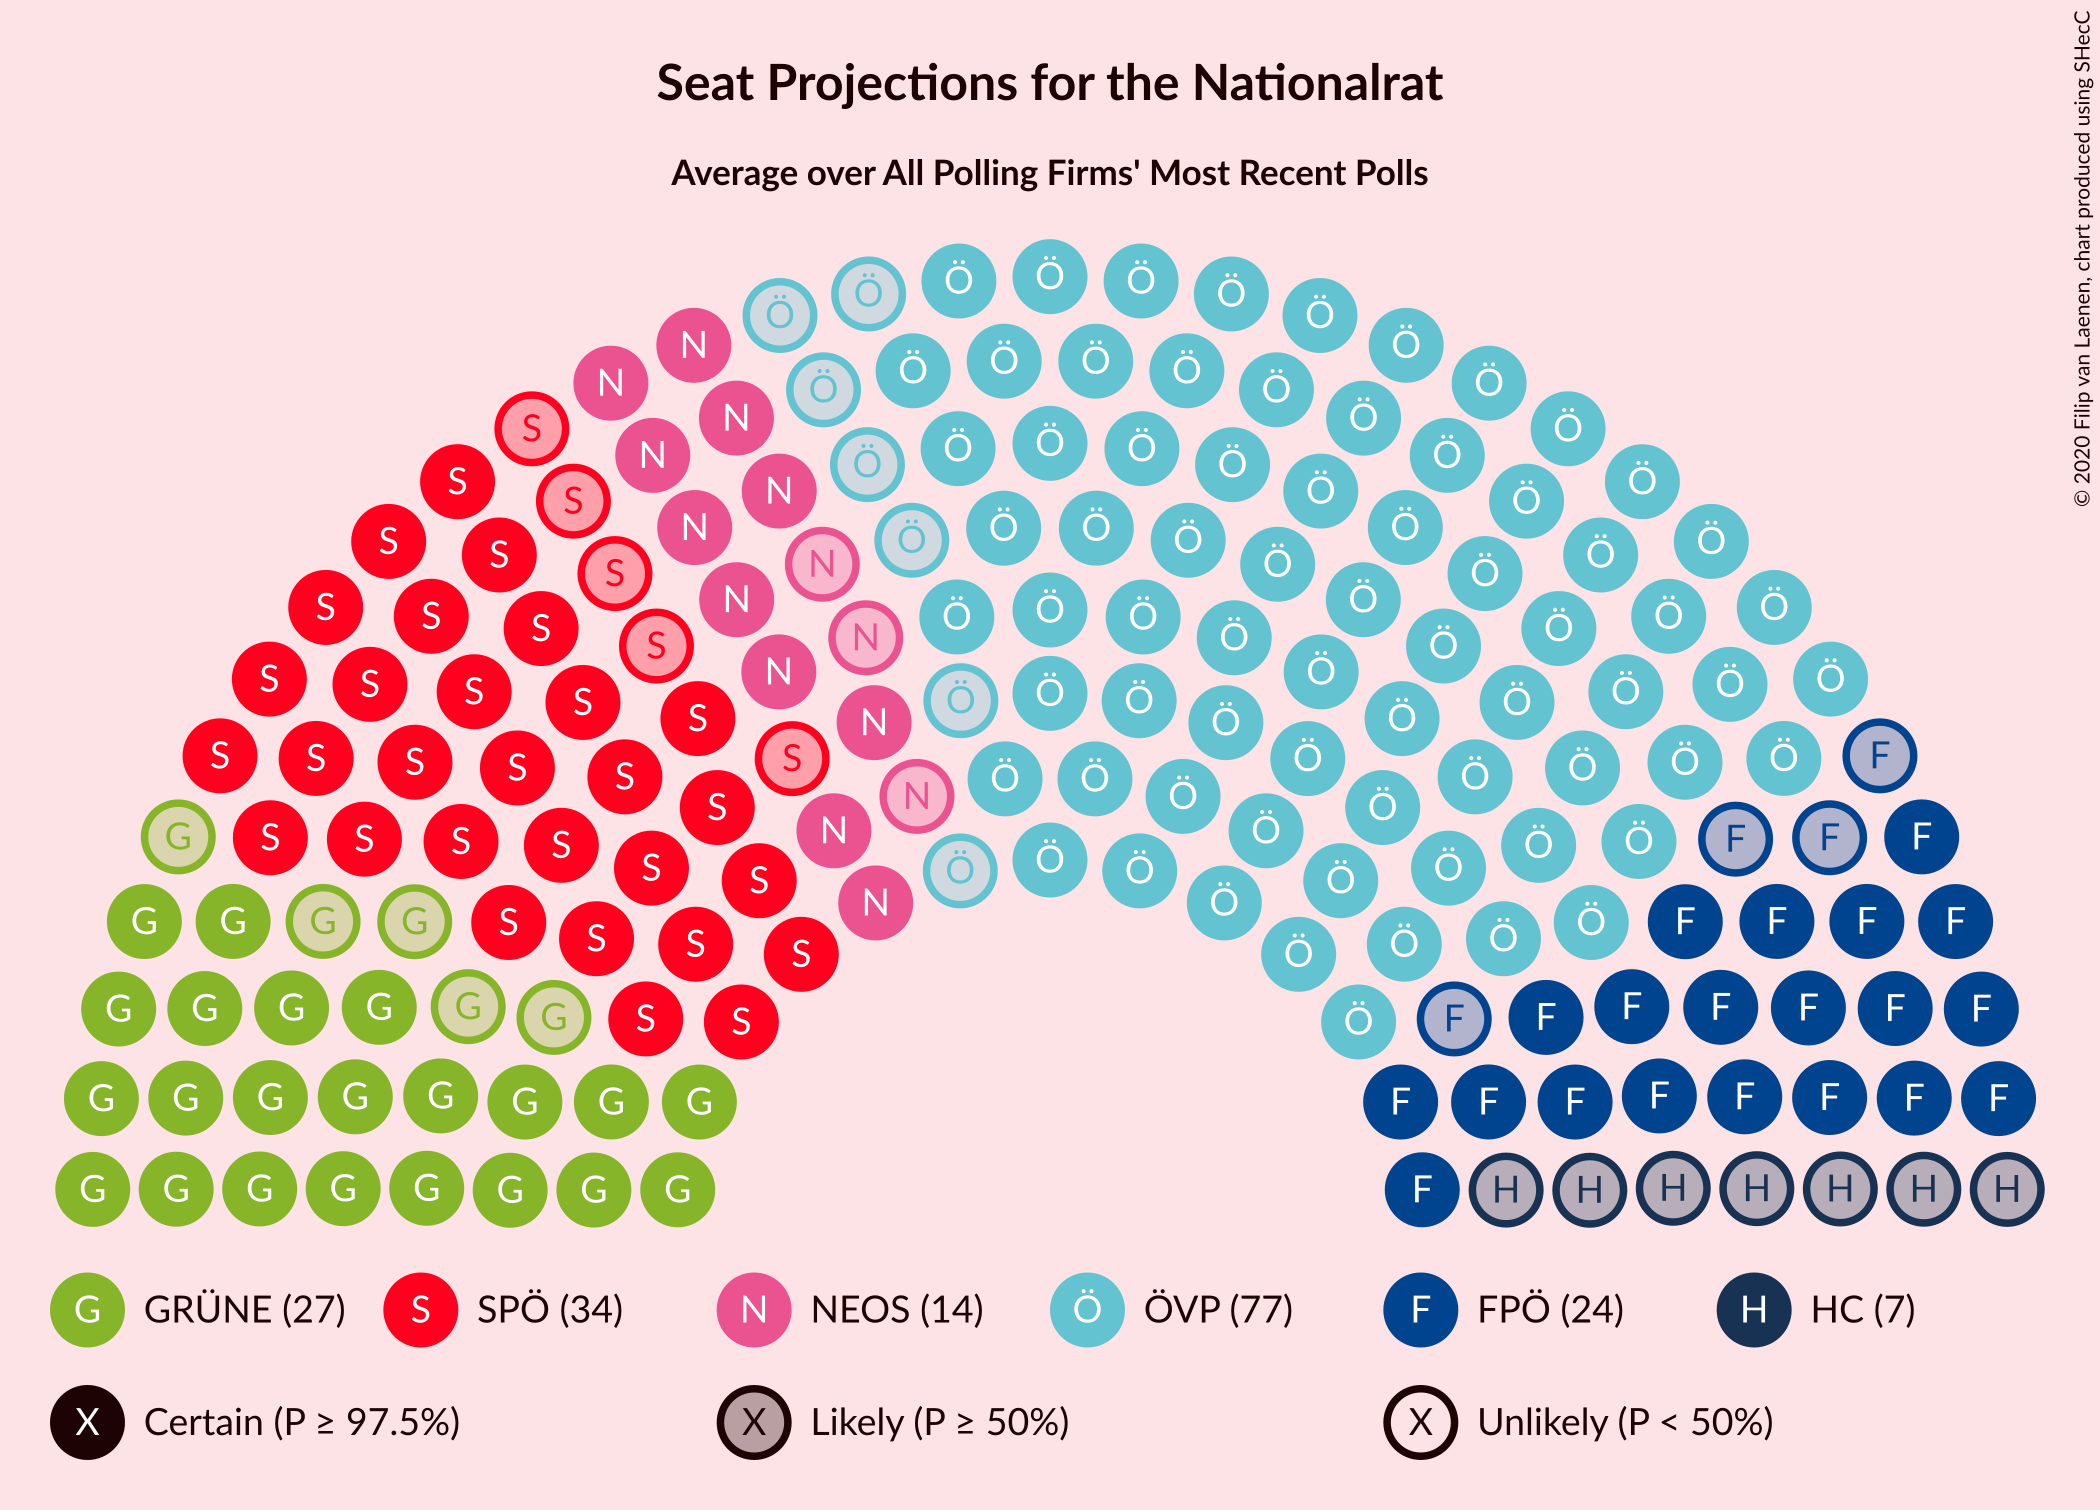 Seat Projections for the Nationalrat
Average over All Polling Firms' Most Recent Polls
© 2020 Filip van Laenen, chart produced using SHecC
Ö Ö Ö Ö Ö Ö Ö
N Ö Ö
N Ö Ö Ö Ö Ö Ö Ö
S N Ö Ö
S N Ö Ö Ö Ö Ö Ö Ö
S N Ö Ö
S N Ö Ö Ö Ö Ö Ö Ö
S N Ö Ö
S N Ö Ö Ö Ö Ö Ö Ö
S N Ö Ö
S N Ö Ö Ö Ö Ö Ö Ö
S S S S S S N Ö Ö Ö Ö Ö Ö
S S S S S S N Ö Ö Ö Ö Ö Ö Ö Ö Ö F
G S S S S S N Ö Ö Ö Ö F F F
G G G G S S S S S N Ö Ö Ö Ö Ö Ö F F F F
G G G G G G S S Ö F F F F F F F
G G G G G G G G F F F F F F F F
G G G G G G G G F H H H H H H H
G GRÜNE (27) S SPÖ (34) N NEOS (14) Ö ÖVP (77) F FPÖ (24) H HC (7)
X Certain (P ≥ 97.5%) X Likely (P ≥ 50%) X Unlikely (P < 50%)